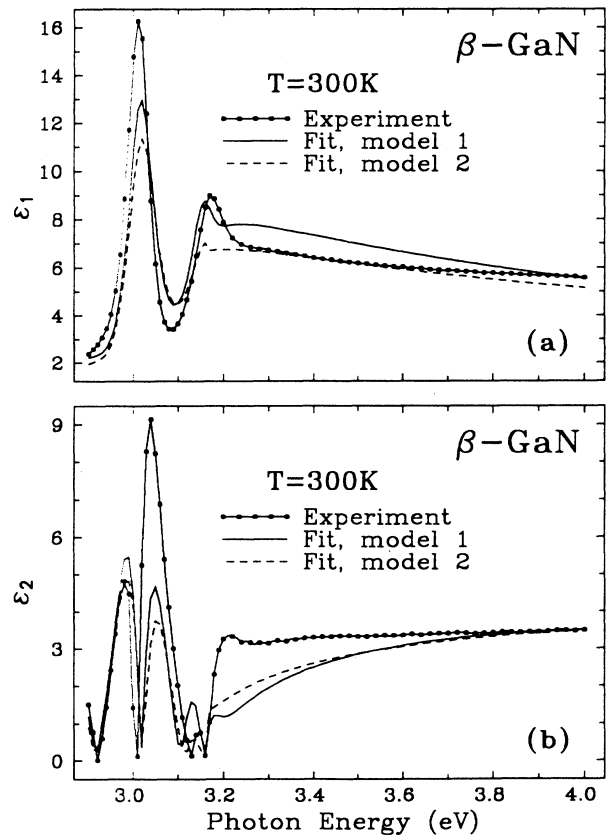 β-GaN
T=300K
Experiment
Fit, model 1
Fit, model 2
16
14
12
10
8
6
4
2
ε₁
(a)
β-GaN
T=300K
Experiment
Fit, model 1
Fit, model 2
9
6
3
0
ε₂
(b)
3.0 3.2 3.4 3.6 3.8 4.0
Photon Energy (eV)